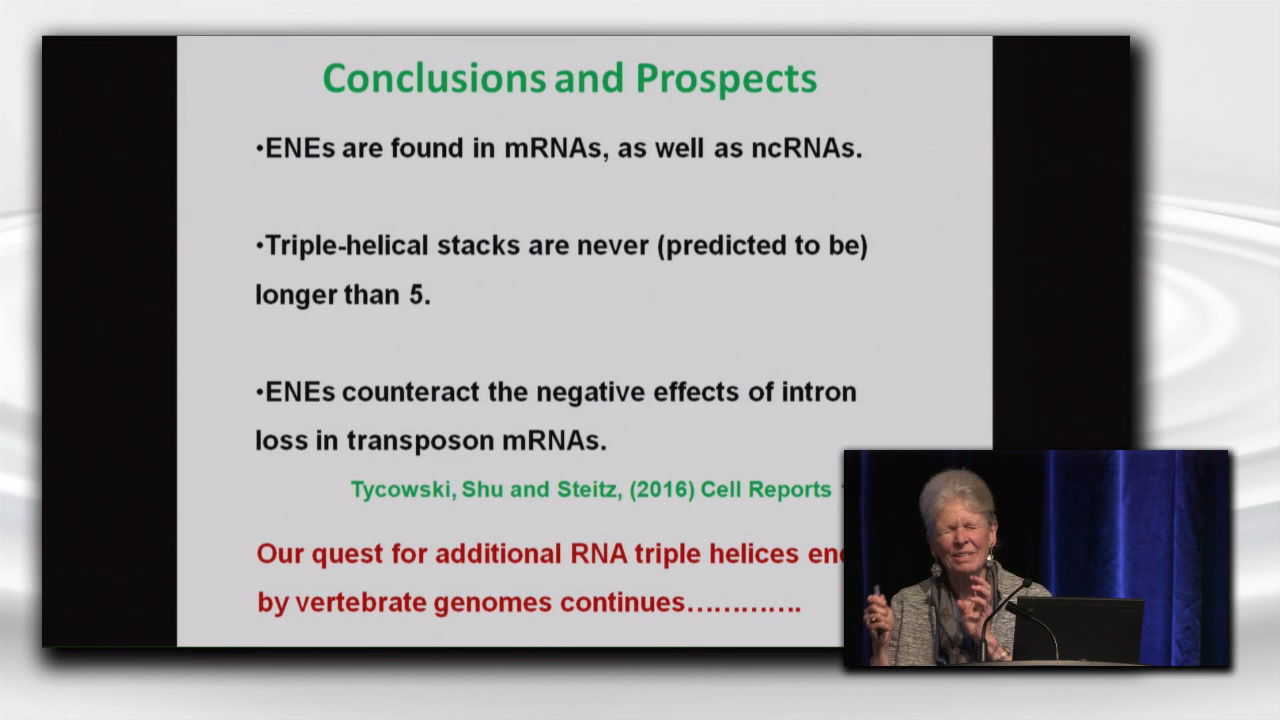 Conclusions and Prospects
•ENEs are found in mRNAs, as well as ncRNAs.
•Triple-helical stacks are never (predicted to be)
longer than 5.
•ENEs counteract the negative effects of intron
loss in transposon mRNAs.
Tycowski, Shu and Steitz, (2016) Cell Reports
Our quest for additional RNA triple helices
by vertebrate genomes continues………….